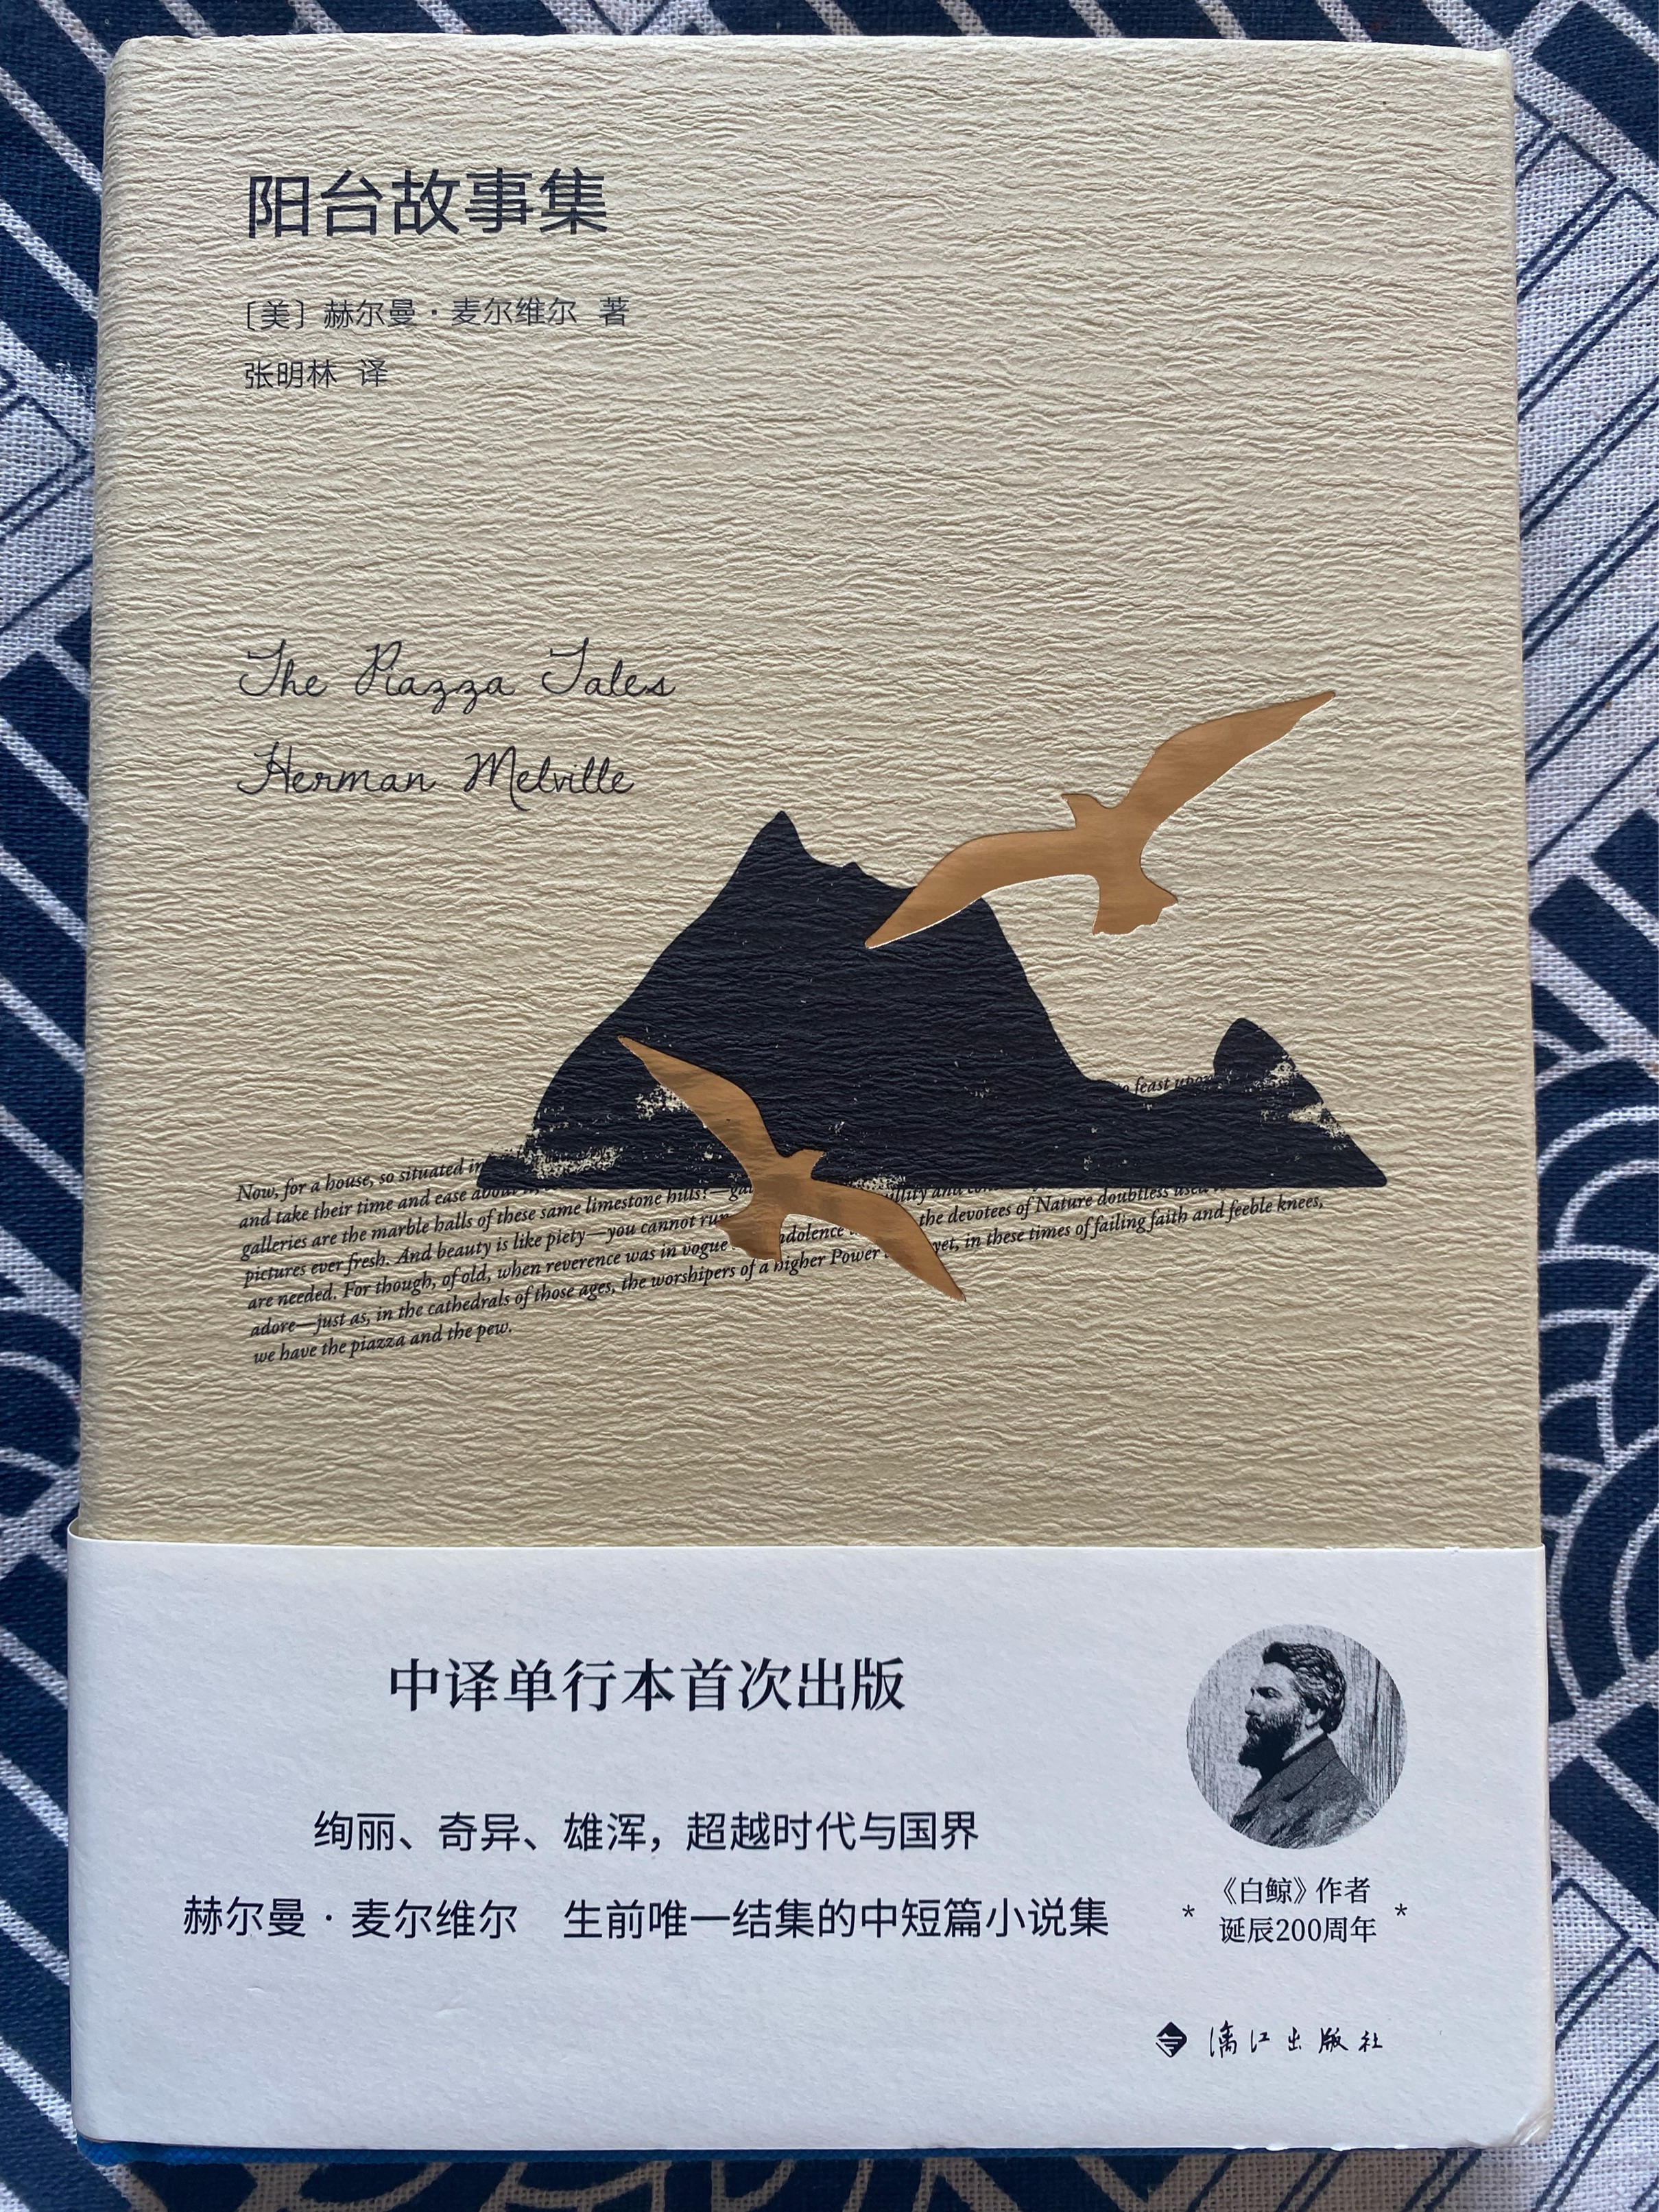 阳台故事集
〔美〕赫尔曼·麦尔维尔 著
张明林 译
The Piazza Tales
Herman Melville
to feast upon
Now, for a house, so situated in
and take their time and ease about
galleries are the marble halls of these same limestone hills?—
pictures ever fresh. And beauty is like piety—you cannot run
are needed. For though, of old, when reverence was in vogue indolence the devotees of Nature doubtless used
adore—just as, in the cathedrals of those ages, the worshipers of a higher Power yet, in these times of failing faith and feeble knees,
we have the piazza and the pew.
中译单行本首次出版
绚丽、奇异、雄浑，超越时代与国界
赫尔曼·麦尔维尔 生前唯一结集的中短篇小说集
《白鲸》作者
* 诞辰200周年 *
漓江出版社